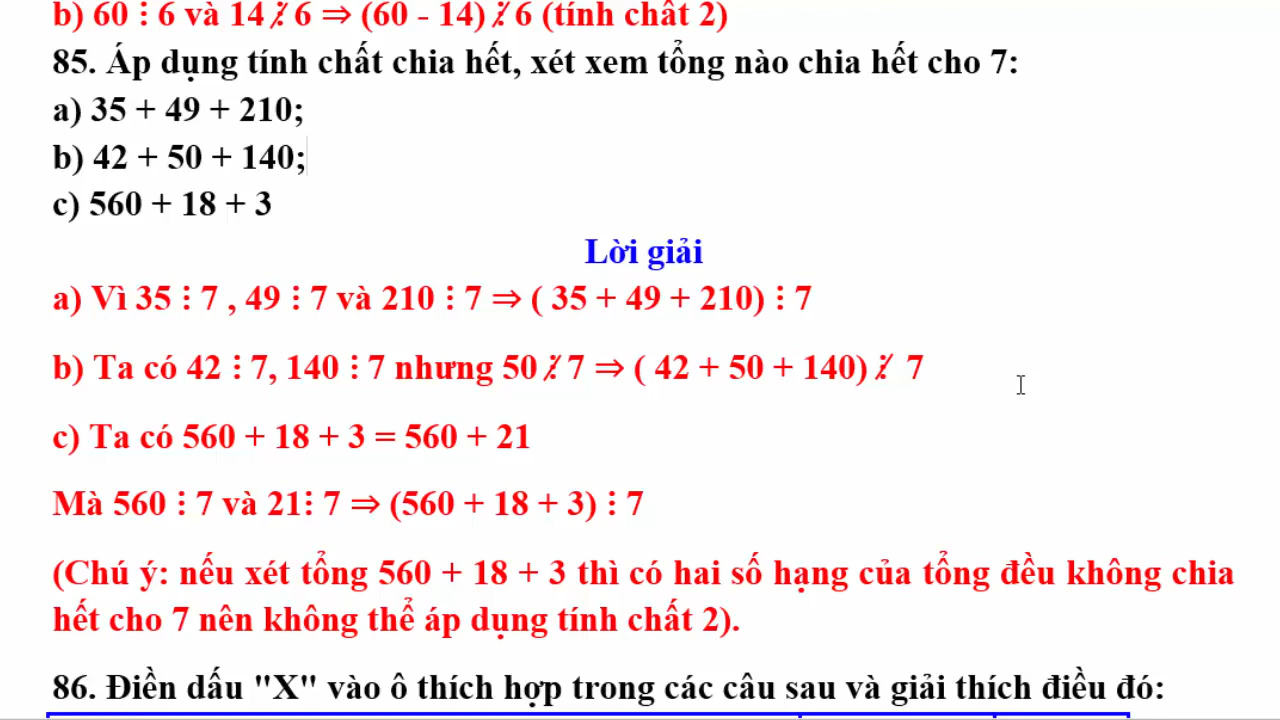 b) 60 ⋮ 6 và 14 ⋮̸ 6 ⇒ (60 - 14) ⋮̸ 6 (tính chất 2)
85. Áp dụng tính chất chia hết, xét xem tổng nào chia hết cho 7:
a) 35 + 49 + 210;
b) 42 + 50 + 140;
c) 560 + 18 + 3
Lời giải
a) Vì 35 ⋮ 7 , 49 ⋮ 7 và 210 ⋮ 7 ⇒ ( 35 + 49 + 210) ⋮ 7
b) Ta có 42 ⋮ 7, 140 ⋮ 7 nhưng 50 ⋮̸ 7 ⇒ ( 42 + 50 + 140) ⋮̸ 7
c) Ta có 560 + 18 + 3 = 560 + 21
Mà 560 ⋮ 7 và 21⋮ 7 ⇒ (560 + 18 + 3) ⋮ 7
(Chú ý: nếu xét tổng 560 + 18 + 3 thì có hai số hạng của tổng đều không chia
hết cho 7 nên không thể áp dụng tính chất 2).
86. Điền dấu "X" vào ô thích hợp trong các câu sau và giải thích điều đó: